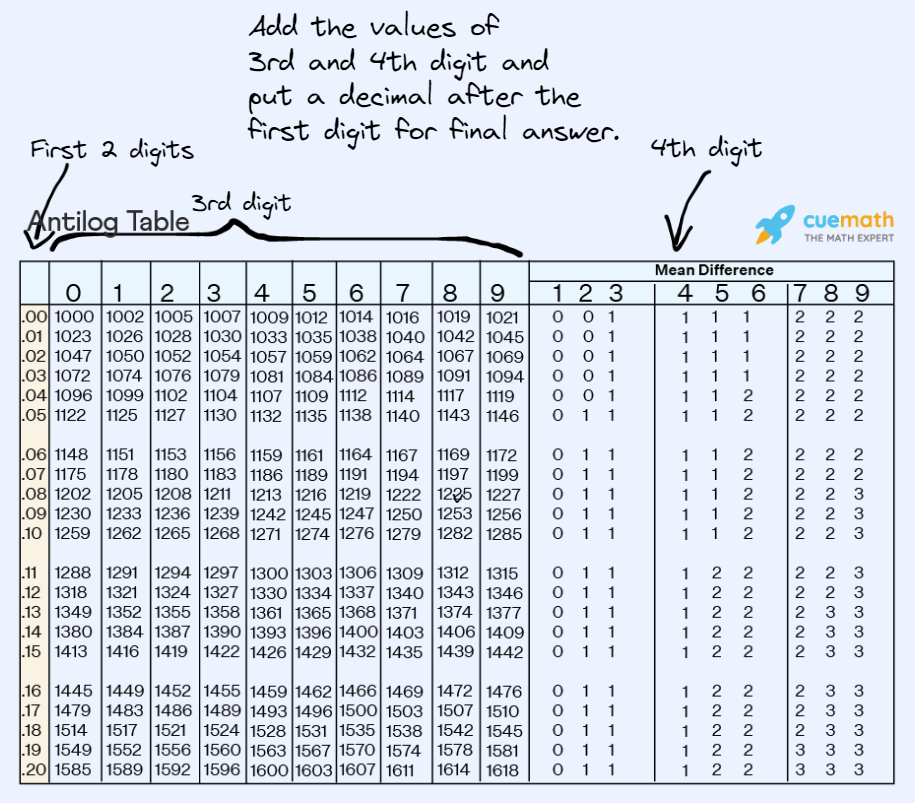 Add the values of
3rd and 4th digit and
put a decimal after the
first digit for final answer.
First 2 digits
4th digit
3rd digit
Antilog Table
cuemath
THE MATH EXPERT
Mean Difference
0 1 2 3 4 5 6 7 8 9 1 2 3 4 5 6 7 8 9
.00 1000 1002 1005 1007 1009 1012 1014 1016 1019 1021 0 0 1 1 1 1 2 2 2
.01 1023 1026 1028 1030 1033 1035 1038 1040 1042 1045 0 0 1 1 1 1 2 2 2
.02 1047 1050 1052 1054 1057 1059 1062 1064 1067 1069 0 0 1 1 1 1 2 2 2
.03 1072 1074 1076 1079 1081 1084 1086 1089 1091 1094 0 0 1 1 1 1 2 2 2
.04 1096 1099 1102 1104 1107 1109 1112 1114 1117 1119 0 0 1 1 1 2 2 2 2
.05 1122 1125 1127 1130 1132 1135 1138 1140 1143 1146 0 1 1 1 1 2 2 2 2
.06 1148 1151 1153 1156 1159 1161 1164 1167 1169 1172 0 1 1 1 1 2 2 2 2
.07 1175 1178 1180 1183 1186 1189 1191 1194 1197 1199 0 1 1 1 1 2 2 2 2
.08 1202 1205 1208 1211 1213 1216 1219 1222 1225 1227 0 1 1 1 1 2 2 2 3
.09 1230 1233 1236 1239 1242 1245 1247 1250 1253 1256 0 1 1 1 1 2 2 2 3
.10 1259 1262 1265 1268 1271 1274 1276 1279 1282 1285 0 1 1 1 1 2 2 2 3
.11 1288 1291 1294 1297 1300 1303 1306 1309 1312 1315 0 1 1 1 2 2 2 2 3
.12 1318 1321 1324 1327 1330 1334 1337 1340 1343 1346 0 1 1 1 2 2 2 2 3
.13 1349 1352 1355 1358 1361 1365 1368 1371 1374 1377 0 1 1 1 2 2 2 3 3
.14 1380 1384 1387 1390 1393 1396 1400 1403 1406 1409 0 1 1 1 2 2 2 3 3
.15 1413 1416 1419 1422 1426 1429 1432 1435 1439 1442 0 1 1 1 2 2 2 3 3
.16 1445 1449 1452 1455 1459 1462 1466 1469 1472 1476 0 1 1 1 2 2 2 3 3
.17 1479 1483 1486 1489 1493 1496 1500 1503 1507 1510 0 1 1 1 2 2 2 3 3
.18 1514 1517 1521 1524 1528 1531 1535 1538 1542 1545 0 1 1 1 2 2 2 3 3
.19 1549 1552 1556 1560 1563 1567 1570 1574 1578 1581 0 1 1 1 2 2 3 3 3
.20 1585 1589 1592 1596 1600 1603 1607 1611 1614 1618 0 1 1 1 2 2 3 3 3